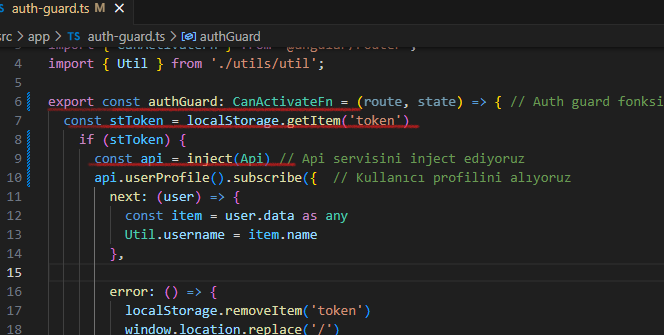 TS auth-guard.ts M ✕
src > app > TS auth-guard.ts > authGuard
3 import { CanActivateFn } from '@angular/router';
4 import { Util } from './utils/util';
5
6 export const authGuard: CanActivateFn = (route, state) => { // Auth guard fonksi
7 const stToken = localStorage.getItem('token')
8 if (stToken) {
9 const api = inject(Api) // Api servisini inject ediyoruz
10 api.userProfile().subscribe({ // Kullanıcı profilini alıyoruz
11 next: (user) => {
12 const item = user.data as any
13 Util.username = item.name
14 },
15
16 error: () => {
17 localStorage.removeItem('token')
18 window.location.replace('/')